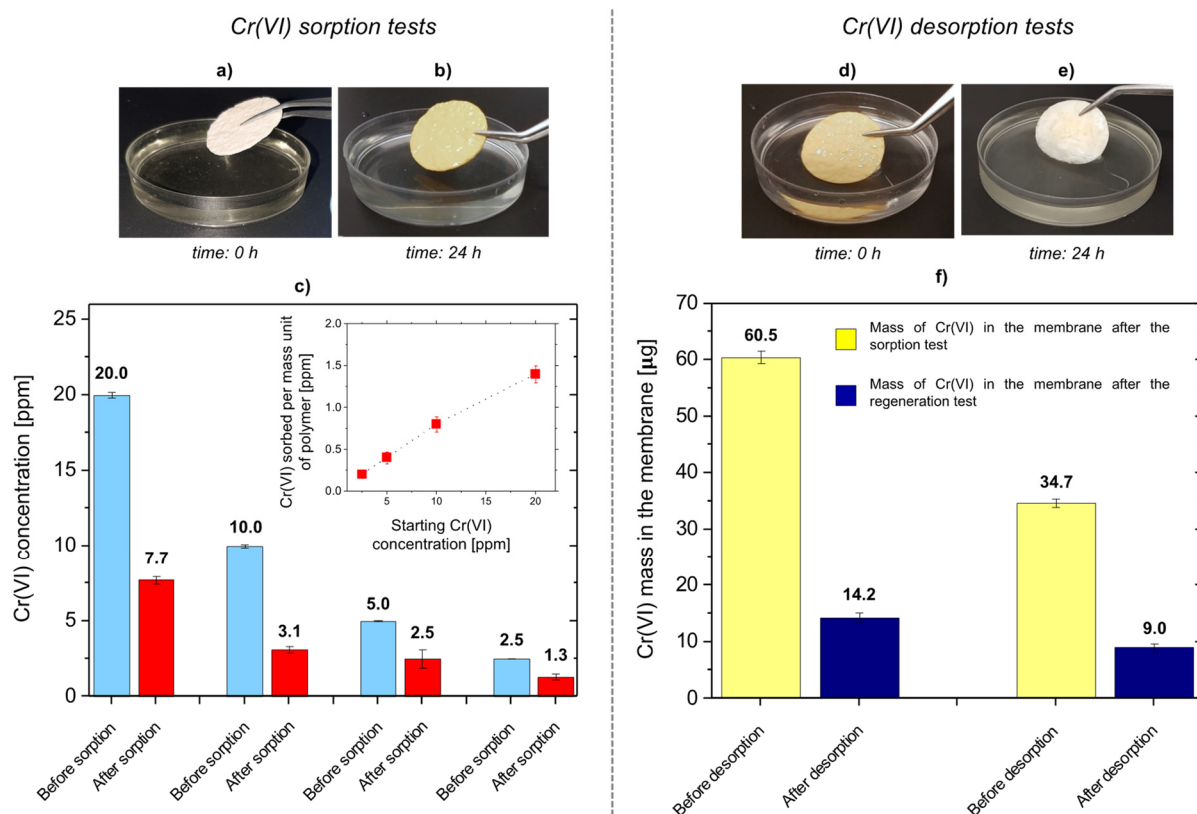 Cr(VI) sorption tests
a)
b)
time: 0 h
time: 24 h
c)
Cr(VI) concentration [ppm]
25
20
15
10
5
0
20.0
7.7
10.0
3.1
5.0
2.5
2.5
1.3
Before sorption
After sorption
Before sorption
After sorption
Before sorption
After sorption
Before sorption
After sorption
Cr(VI) sorbed per mass unit
of polymer [ppm]
2.0
1.5
1.0
0.5
0.0
5
10
15
20
Starting Cr(VI)
concentration [ppm]
Cr(VI) desorption tests
d)
e)
time: 0 h
time: 24 h
f)
Cr(VI) mass in the membrane [µg]
70
60
50
40
30
20
10
0
Mass of Cr(VI) in the membrane after the
sorption test
Mass of Cr(VI) in the membrane after the
regeneration test
60.5
14.2
34.7
9.0
Before desorption
After desorption
Before desorption
After desorption